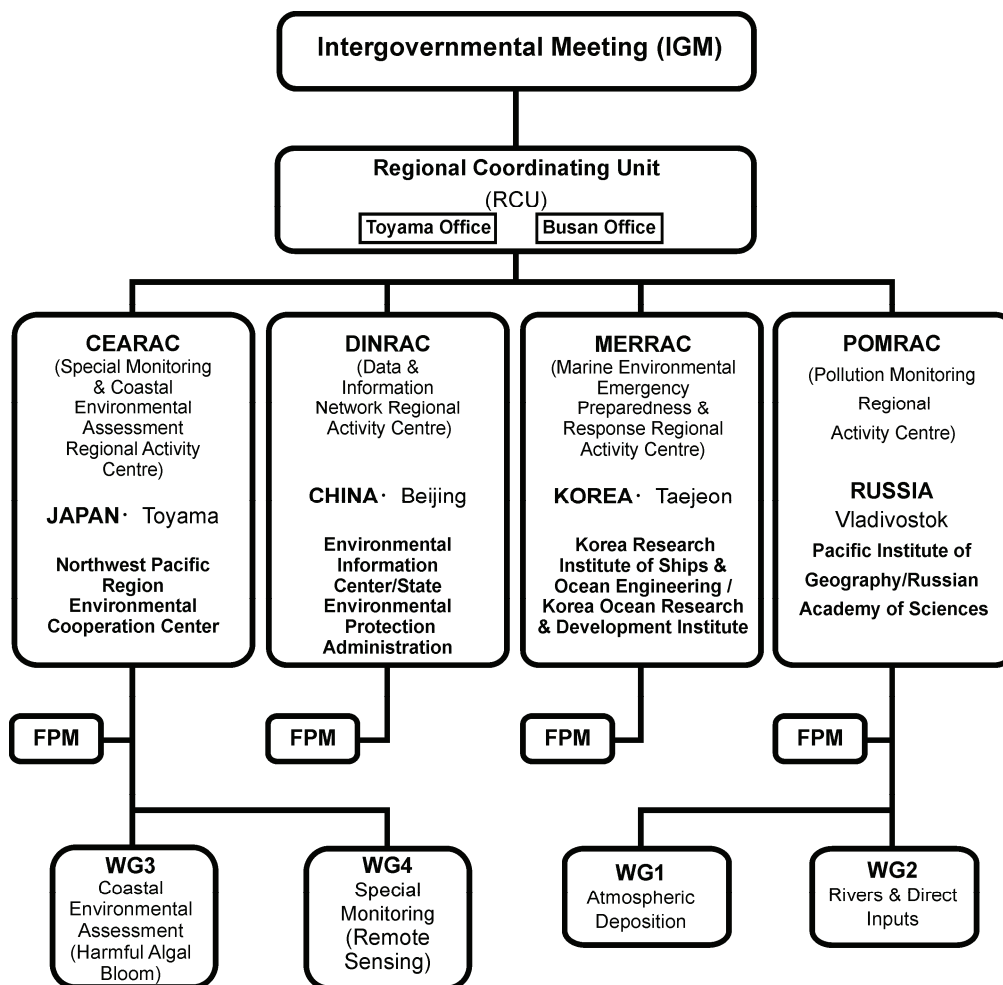 Intergovernmental Meeting (IGM)
Regional Coordinating Unit
(RCU)
Toyama Office
Busan Office
CEARAC
(Special Monitoring
& Coastal
Environmental
Assessment
Regional Activity
Centre)
JAPAN· Toyama
Northwest Pacific
Region
Environmental
Cooperation Center
DINRAC
(Data &
Information
Network Regional
Activity Centre)
CHINA· Beijing
Environmental
Information
Center/State
Environmental
Protection
Administration
MERRAC
(Marine Environmental
Emergency
Preparedness &
Response Regional
Activity Centre)
KOREA· Taejeon
Korea Research
Institute of Ships &
Ocean Engineering /
Korea Ocean Research
& Development Institute
POMRAC
(Pollution Monitoring
Regional
Activity Centre)
RUSSIA
Vladivostok
Pacific Institute of
Geography/Russian
Academy of Sciences
FPM
FPM
FPM
FPM
WG3
Coastal
Environmental
Assessment
(Harmful Algal
Bloom)
WG4
Special
Monitoring
(Remote
Sensing)
WG1
Atmospheric
Deposition
WG2
Rivers & Direct
Inputs